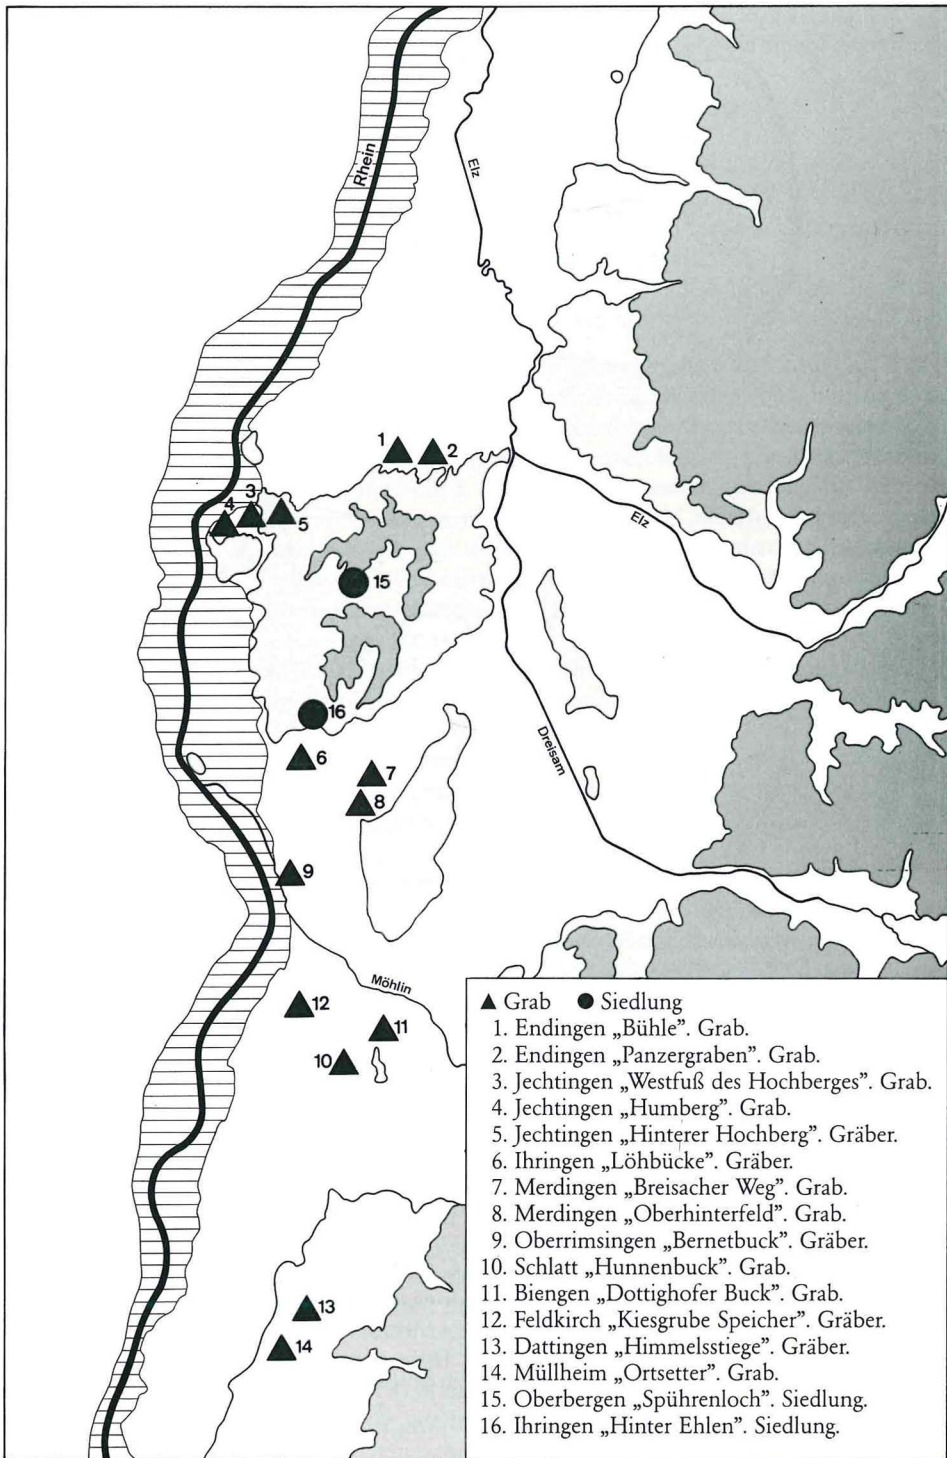 Rhein
Elz
1
2
3
4
5
Elz
15
16
6
7
8
Dreisam
9
Möhlin
12
11
10
13
14
▲ Grab ● Siedlung
1. Endingen „Bühle”. Grab.
2. Endingen „Panzergraben”. Grab.
3. Jechtingen „Westfuß des Hochberges”. Grab.
4. Jechtingen „Humberg”. Grab.
5. Jechtingen „Hinterer Hochberg”. Gräber.
6. Ihringen „Löhbücke”. Gräber.
7. Merdingen „Breisacher Weg”. Grab.
8. Merdingen „Oberhinterfeld”. Grab.
9. Oberrimsingen „Bernetbuck”. Gräber.
10. Schlatt „Hunnenbuck”. Grab.
11. Biengen „Dottighofer Buck”. Grab.
12. Feldkirch „Kiesgrube Speicher”. Gräber.
13. Dattingen „Himmelsstiege”. Gräber.
14. Müllheim „Ortsetter”. Grab.
15. Oberbergen „Spührenloch”. Siedlung.
16. Ihringen „Hinter Ehlen”. Siedlung.